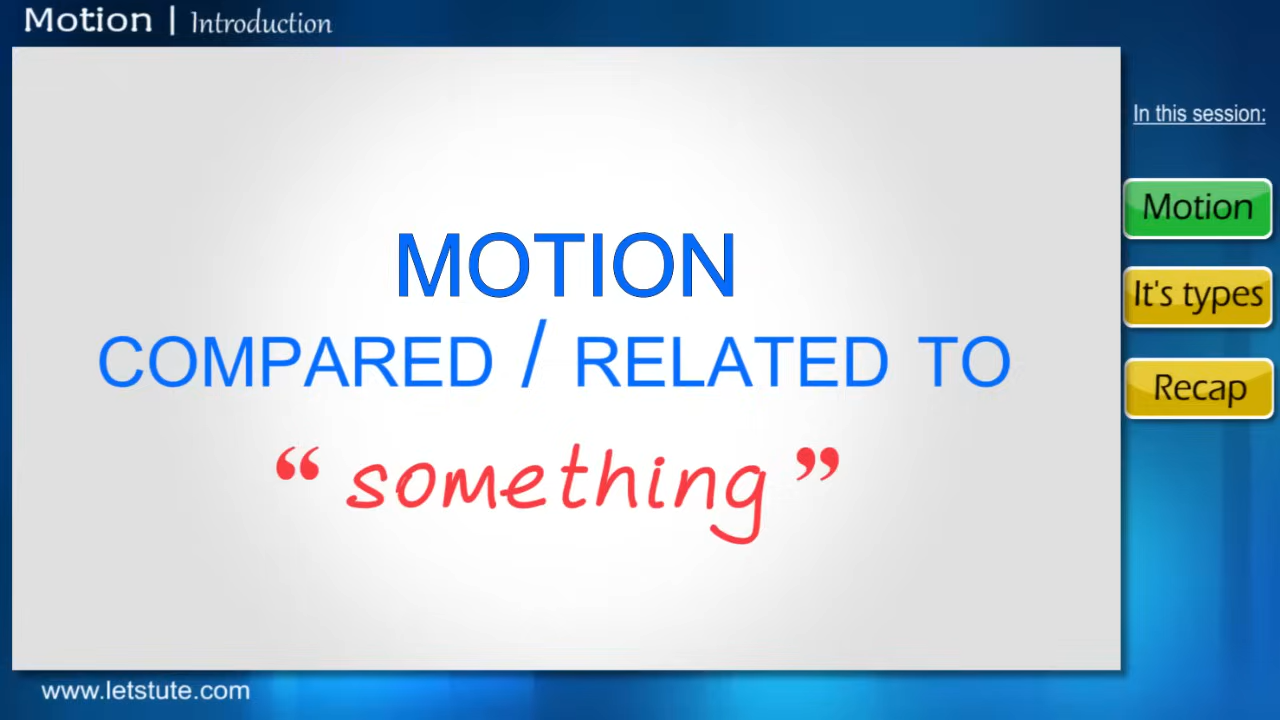 Motion | Introduction
MOTION
COMPARED / RELATED TO
“ something ”
In this session:
Motion
It's types
Recap
www.letstute.com